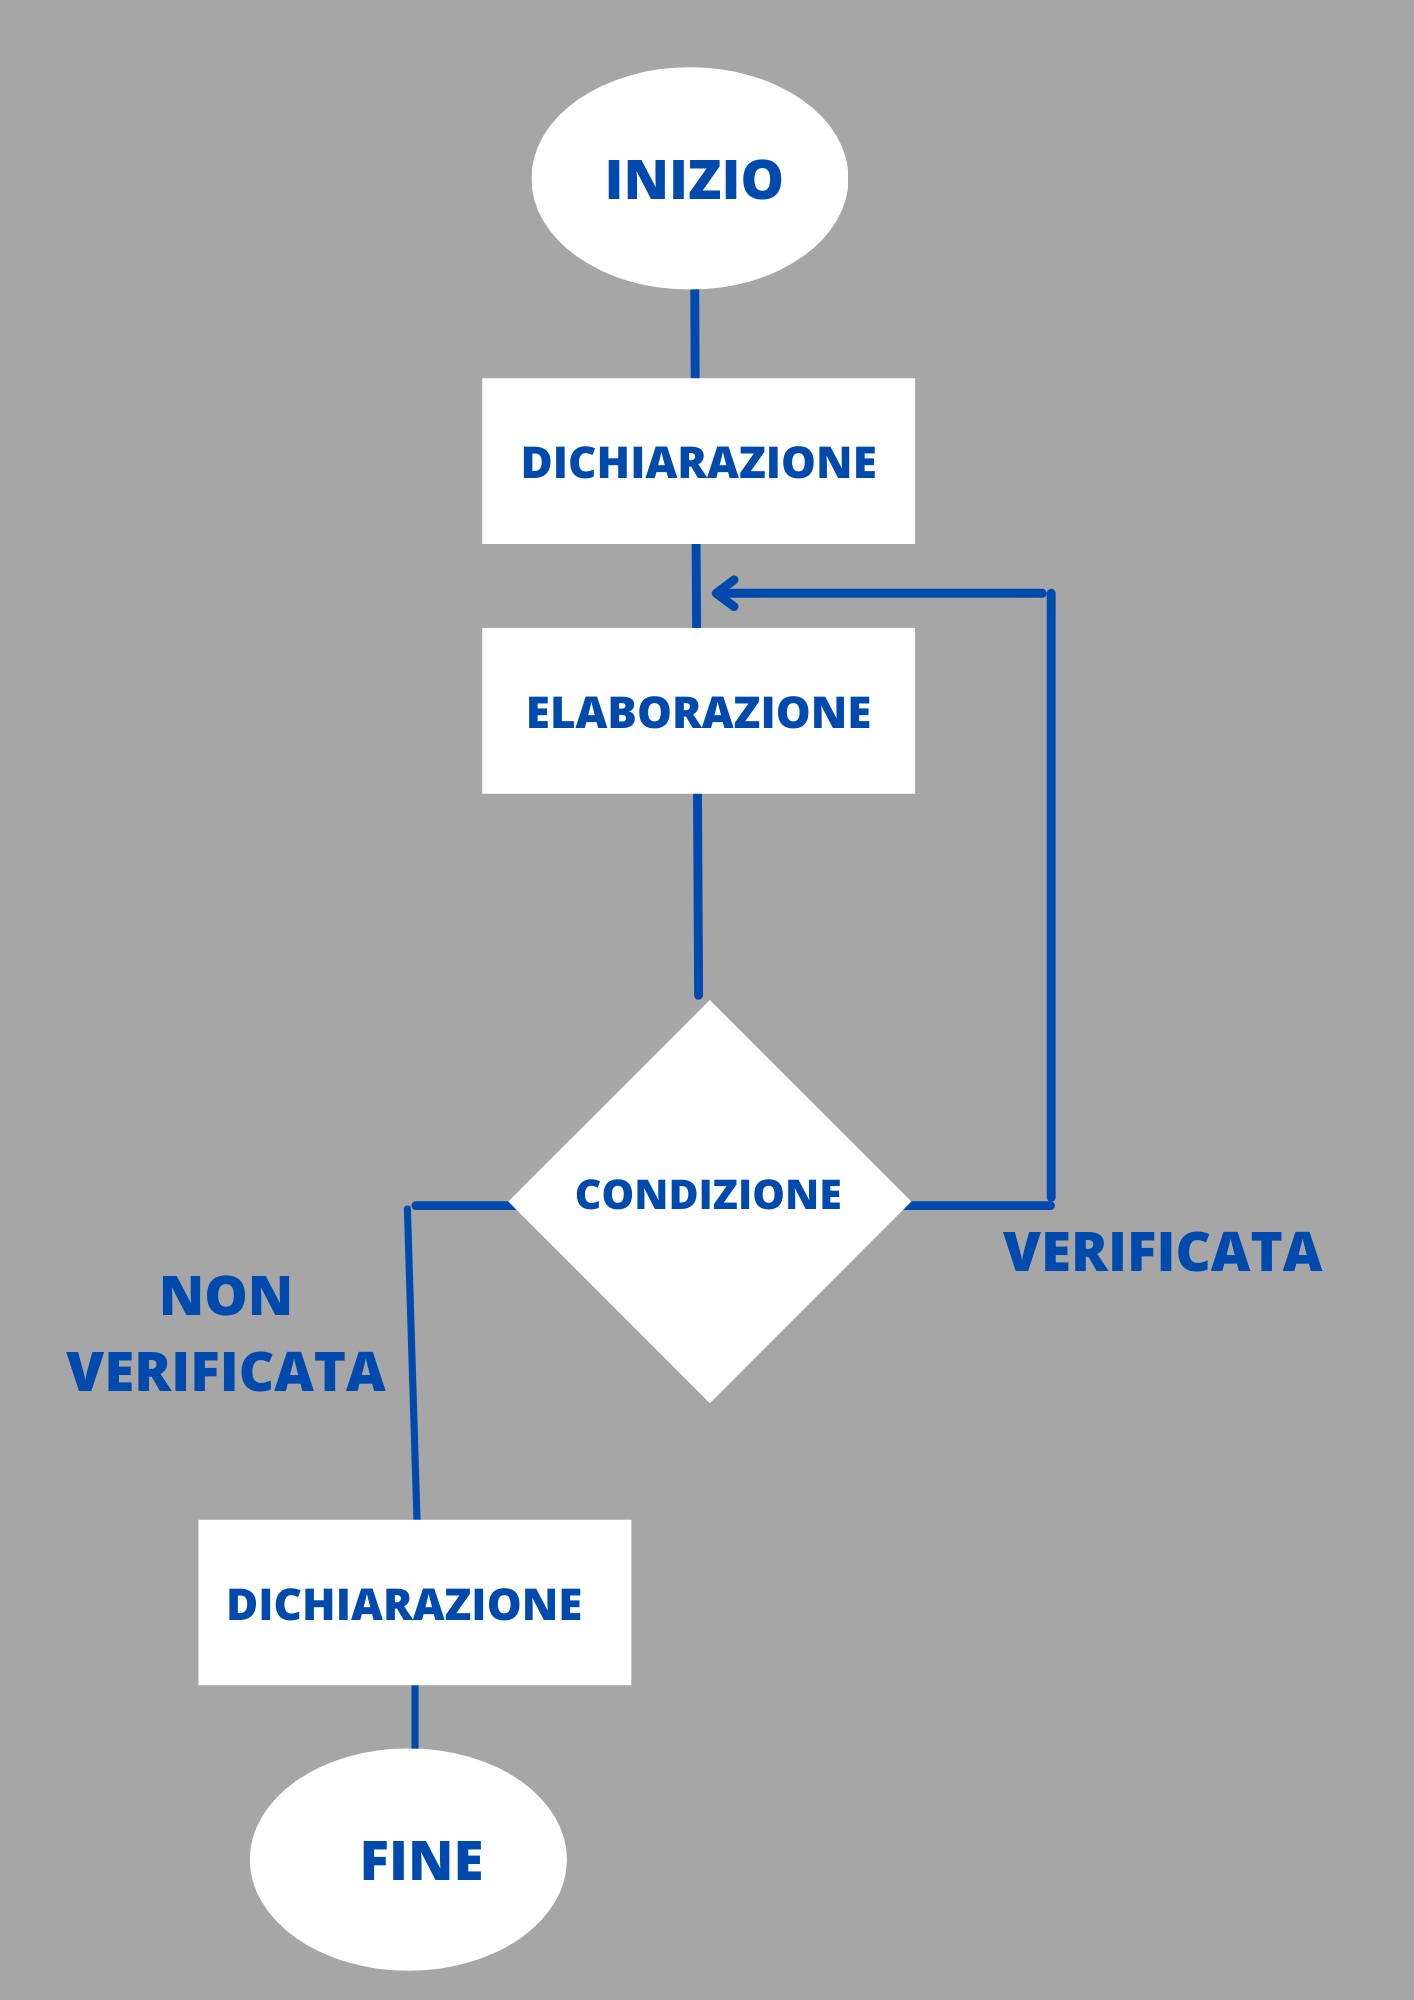 INIZIO
DICHIARAZIONE
ELABORAZIONE
CONDIZIONE
VERIFICATA
NON
VERIFICATA
DICHIARAZIONE
FINE